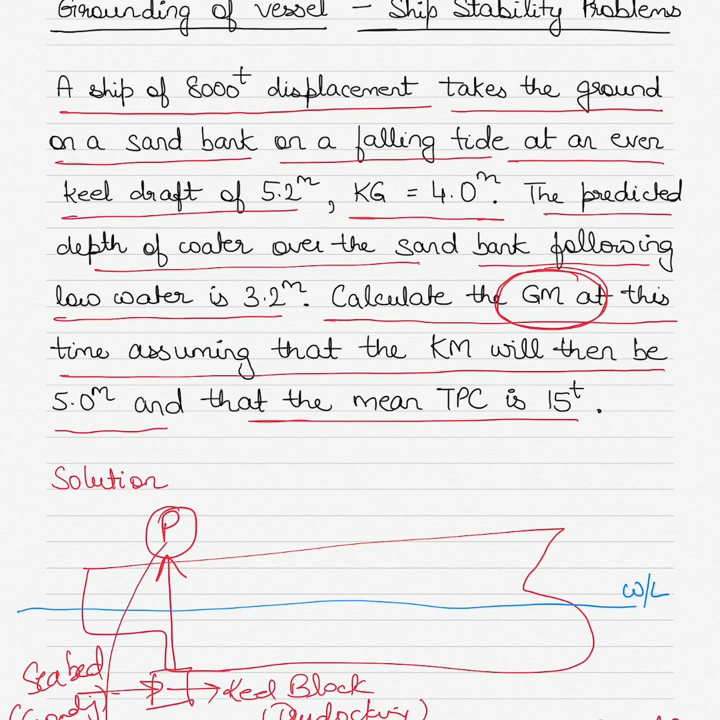 Grounding of vessel - Ship Stability Problems
A ship of 8000t displacement takes the ground
on a sand bank on a falling tide at an even
keel draft of 5.2m, KG = 4.0m. The predicted
depth of water over the sand bank following
low water is 3.2m. Calculate the GM at this
time assuming that the KM will then be
5.0m and that the mean TPC is 15t.
Solution
P
W/L
Seabed
Keel Block